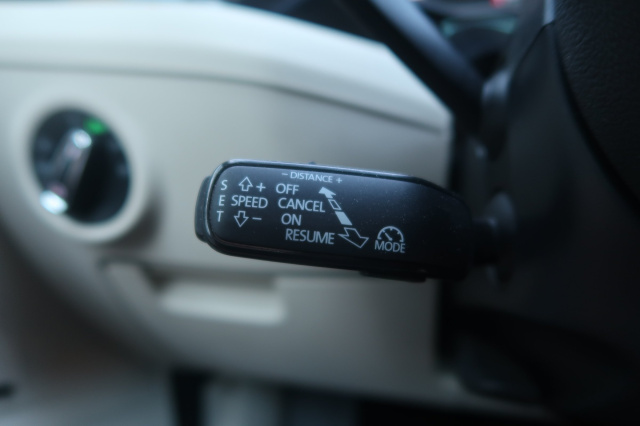 - DISTANCE +
S + OFF
E SPEED CANCEL
T - ON
RESUME
MODE